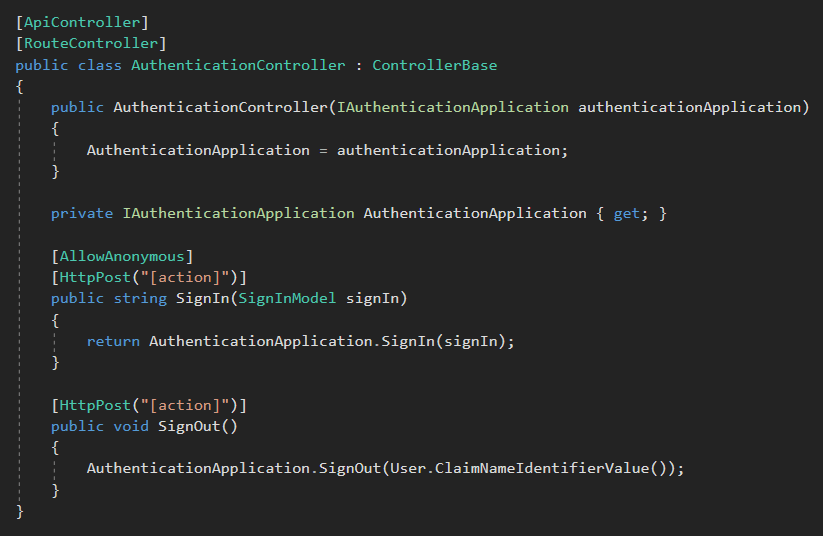 [ApiController]
[RouteController]
public class AuthenticationController : ControllerBase
{
    public AuthenticationController(IAuthenticationApplication authenticationApplication)
    {
        AuthenticationApplication = authenticationApplication;
    }

    private IAuthenticationApplication AuthenticationApplication { get; }

    [AllowAnonymous]
    [HttpPost("[action]")]
    public string SignIn(SignInModel signIn)
    {
        return AuthenticationApplication.SignIn(signIn);
    }

    [HttpPost("[action]")]
    public void SignOut()
    {
        AuthenticationApplication.SignOut(User.ClaimNameIdentifierValue());
    }
}